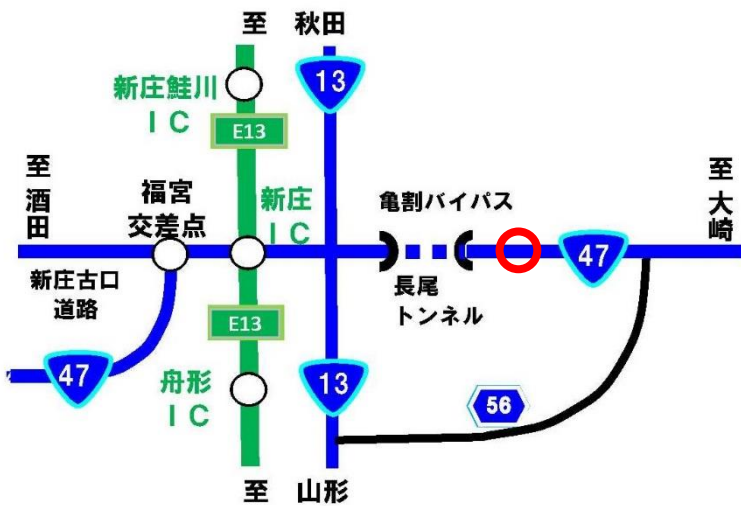 至 秋田
13
新庄鮭川
IC
E13
至 酒田
福宮
交差点
新庄
IC
亀割バイパス
至 大崎
47
新庄古口
道路
長尾
トンネル
E13
47
舟形
IC
13
56
至 山形